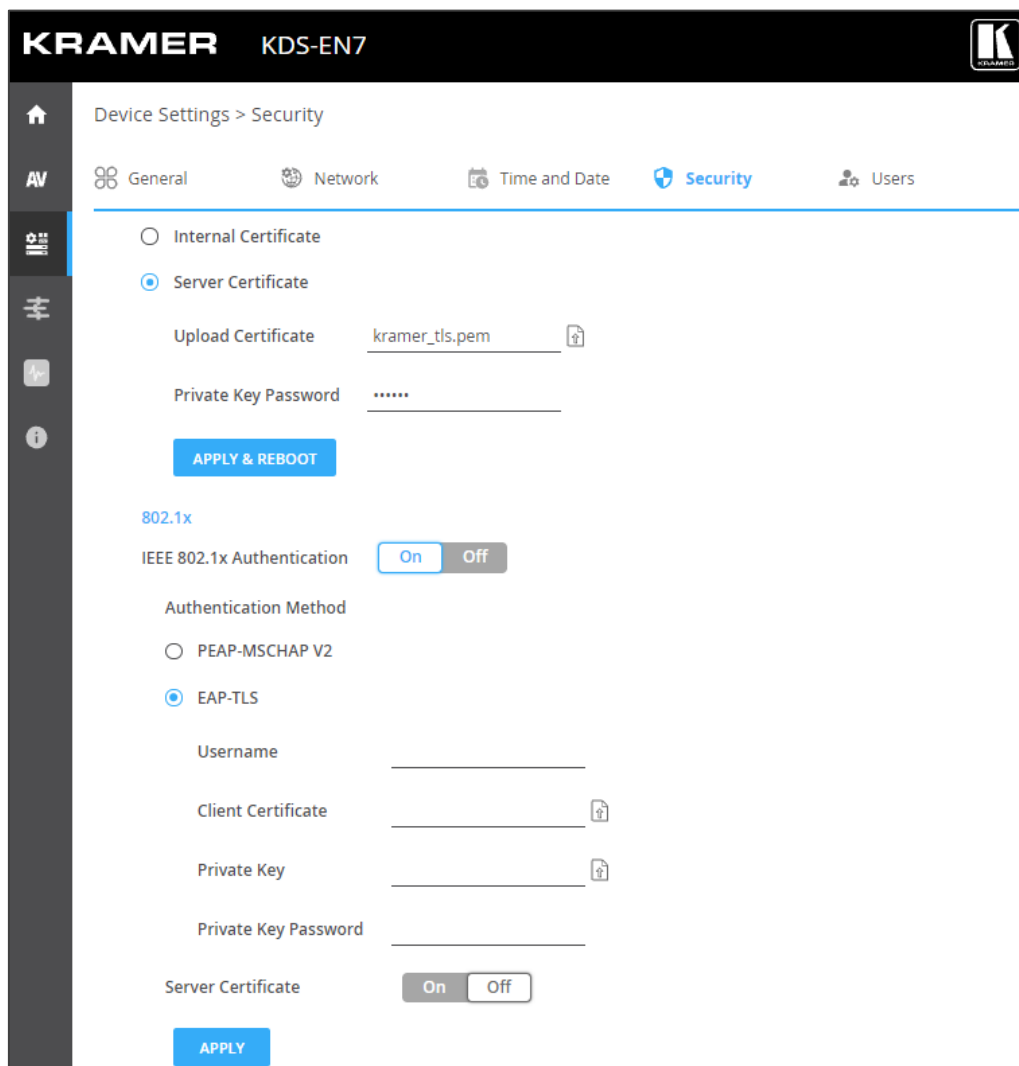 KRAMER KDS-EN7
KRAMER
Device Settings > Security
AV
General Network Time and Date Security Users
Internal Certificate
Server Certificate
Upload Certificate kramer_tls.pem
Private Key Password ••••••
APPLY & REBOOT
802.1x
IEEE 802.1x Authentication On Off
Authentication Method
PEAP-MSCHAP V2
EAP-TLS
Username
Client Certificate
Private Key
Private Key Password
Server Certificate On Off
APPLY